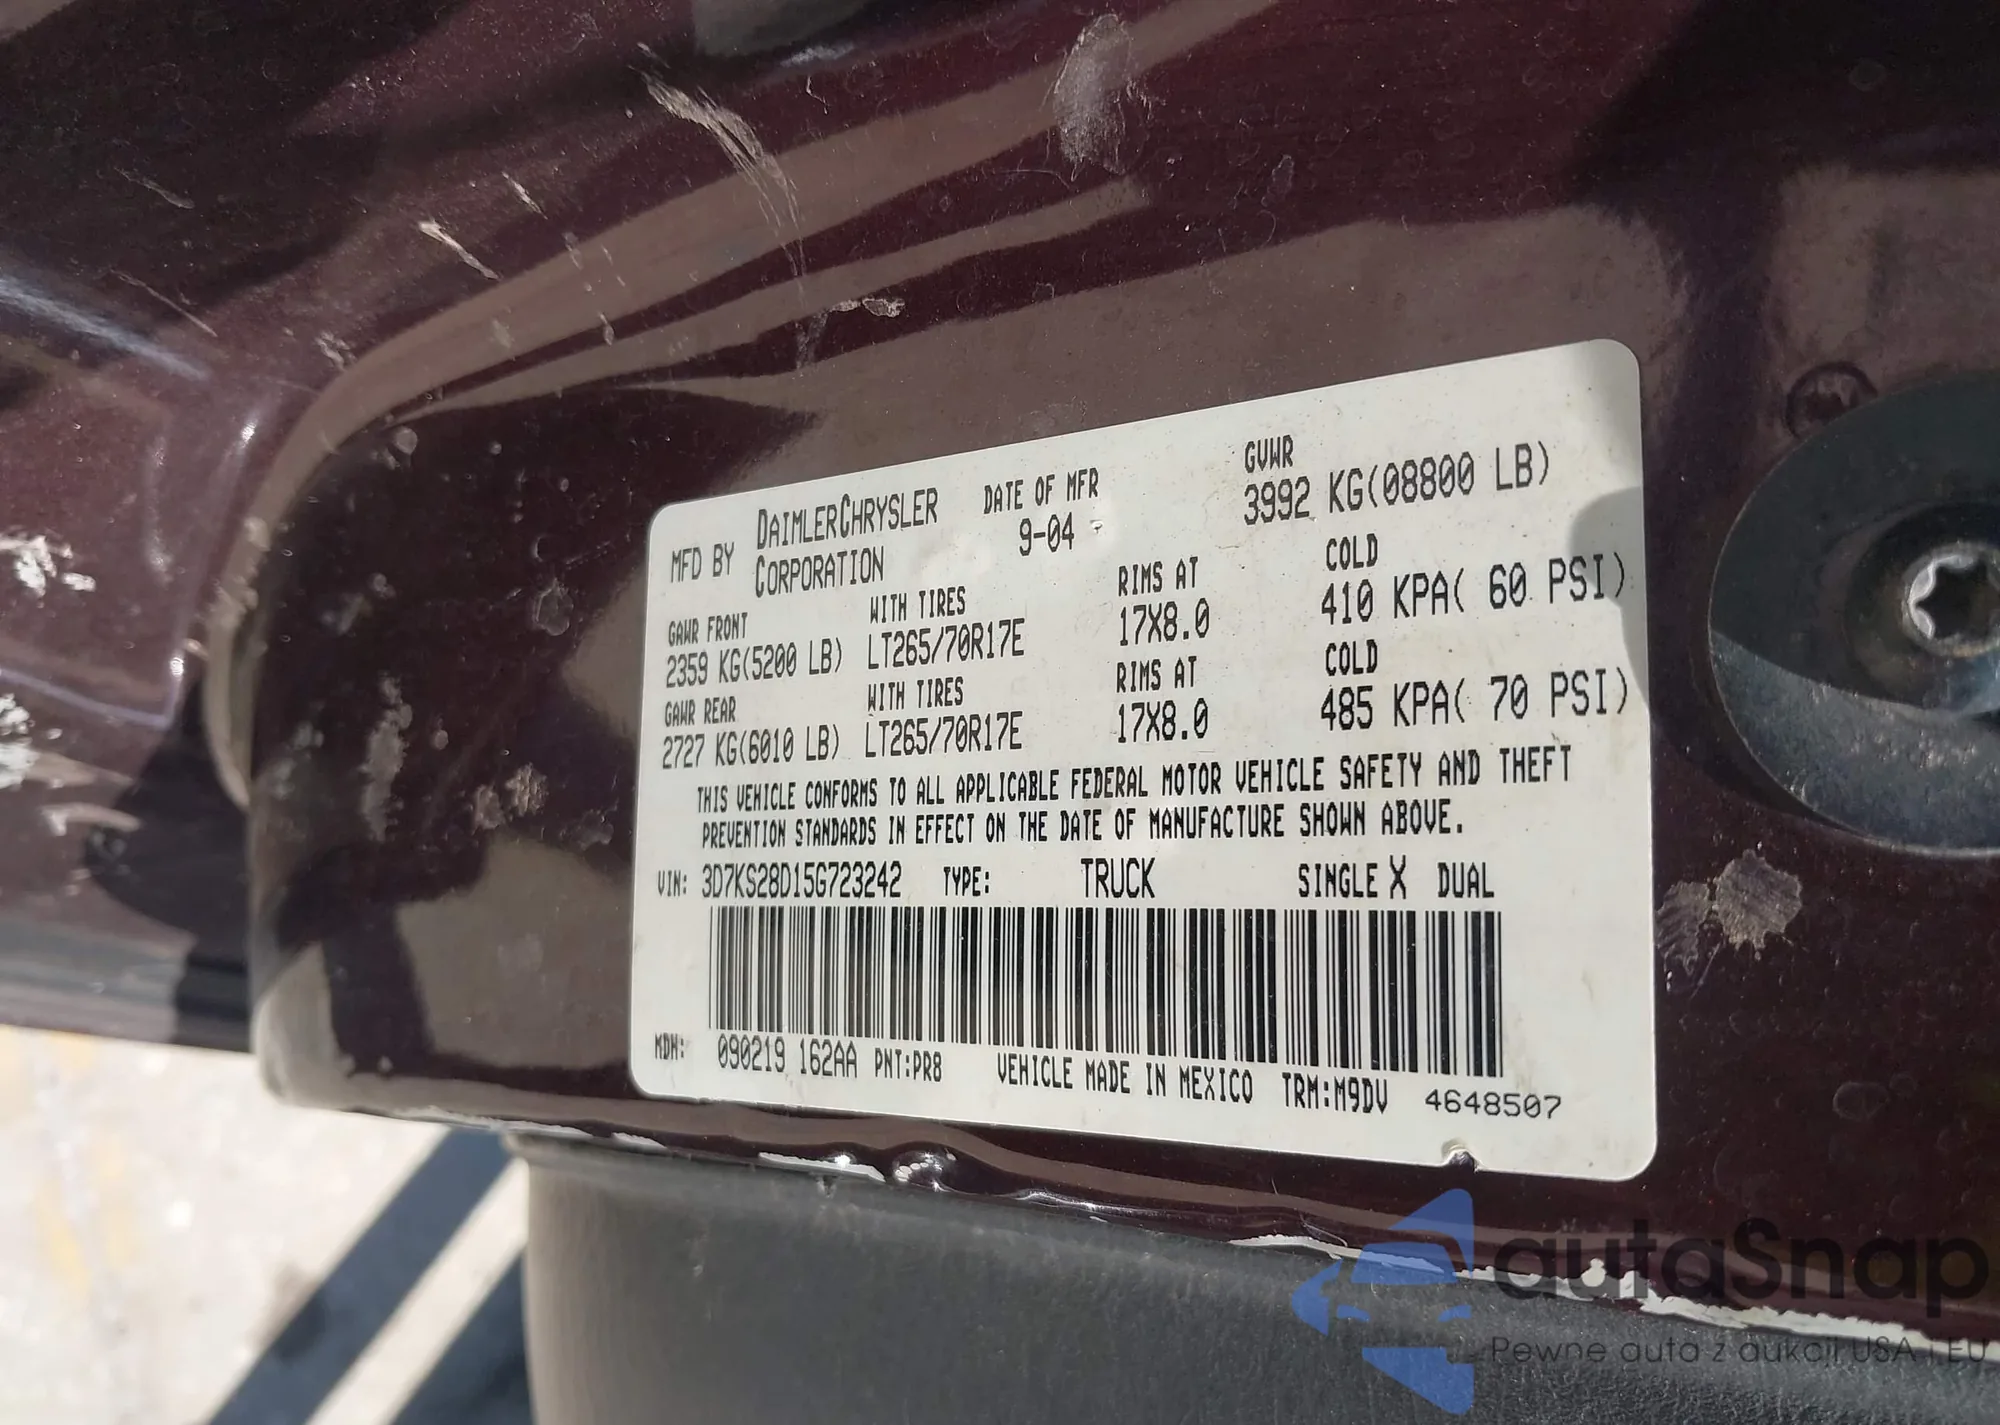 MFD BY DAIMLERCHRYSLER CORPORATION
DATE OF MFR 9-04
GVWR 3992 KG(08800 LB)
GAWR FRONT WITH TIRES RIMS AT COLD
2359 KG(5200 LB) LT265/70R17E 17X8.0 410 KPA( 60 PSI)
GAWR REAR WITH TIRES RIMS AT COLD
2727 KG(6010 LB) LT265/70R17E 17X8.0 485 KPA( 70 PSI)
THIS VEHICLE CONFORMS TO ALL APPLICABLE FEDERAL MOTOR VEHICLE SAFETY AND THEFT
PREVENTION STANDARDS IN EFFECT ON THE DATE OF MANUFACTURE SHOWN ABOVE.
VIN: 3D7KS28D15G723242 TYPE: TRUCK SINGLE X DUAL
MDH: 090219 162AA PNT:PR8 VEHICLE MADE IN MEXICO TRM:M9DV 4648507
autaSnap
Pewne auta z aukcji USA i EU